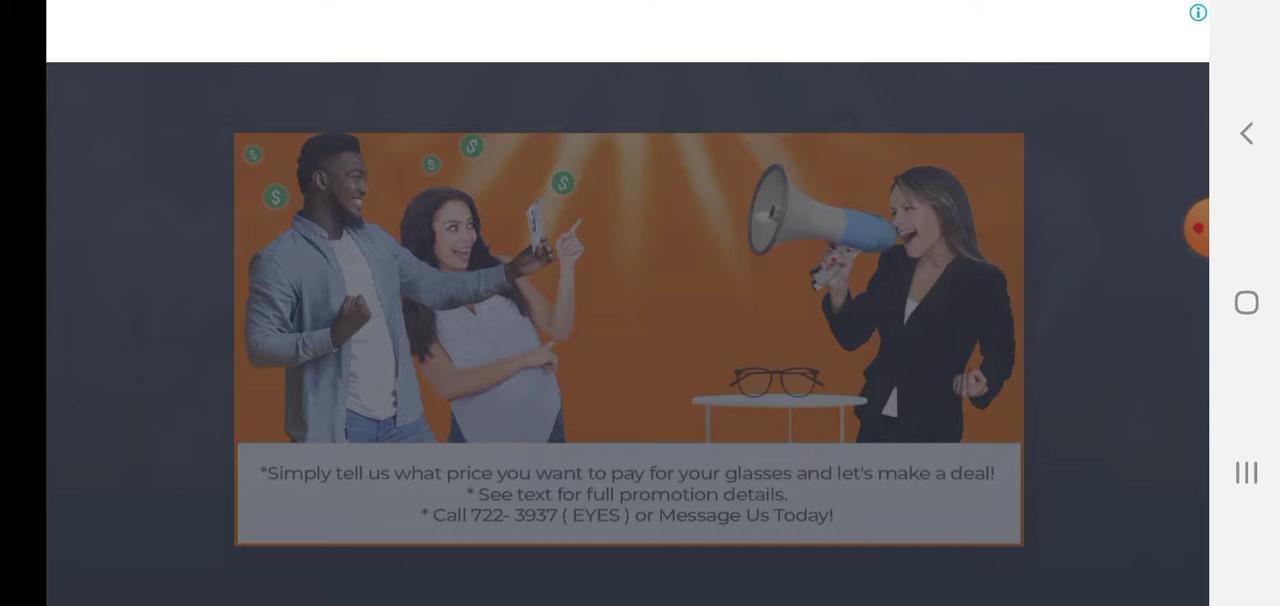 *Simply tell us what price you want to pay for your glasses and let's make a deal!
* See text for full promotion details.
* Call 722- 3937 ( EYES ) or Message Us Today!